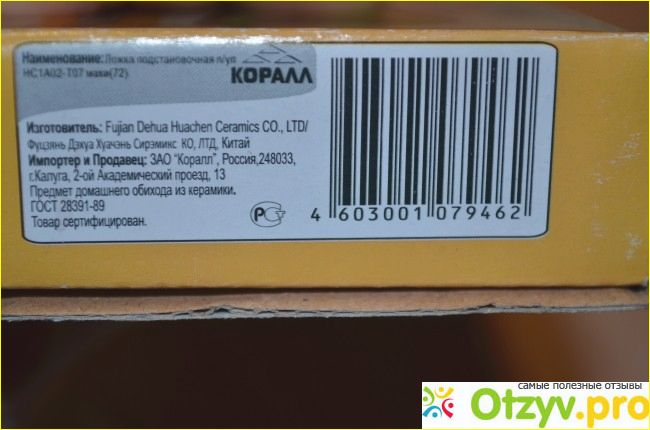 Наименование: Ложка подстановочная п/уп
HC1A02-T07 маки(72)
КОРАЛЛ
Изготовитель: Fujian Dehua Huachen Ceramics CO., LTD/
Фуцзянь Дэхуа Хуачэнь Сирэмикс КО, ЛТД, Китай
Импортер и Продавец: ЗАО "Коралл", Россия,248033,
г.Калуга, 2-ой Академический проезд, 13
Предмет домашнего обихода из керамики.
ГОСТ 28391-89
Товар сертифицирован.
4 603001 079462
самые полезные отзывы
Otzyv.pro